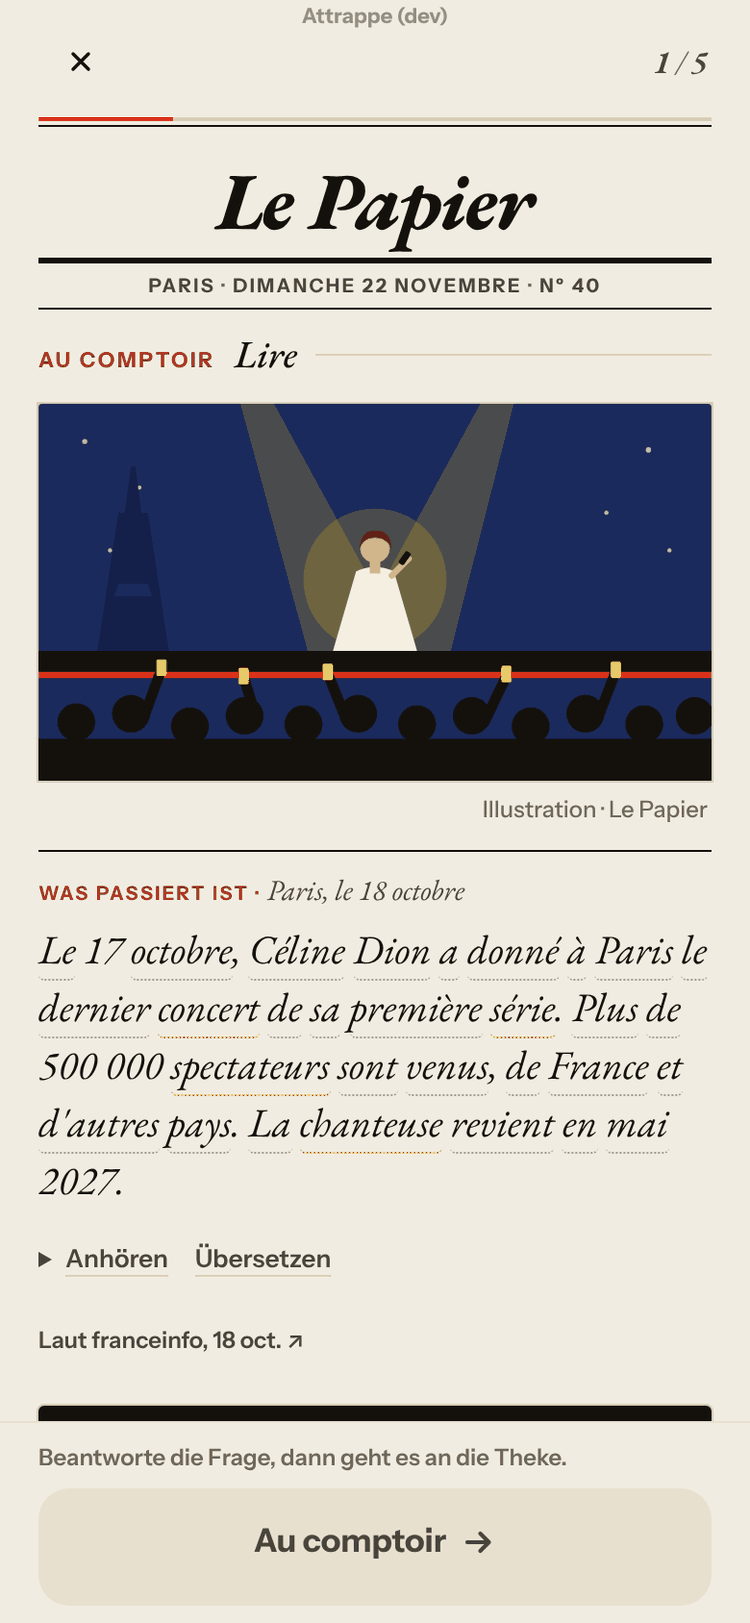 Attrappe (dev)
1 / 5
Le Papier
PARIS · DIMANCHE 22 NOVEMBRE · N° 40
AU COMPTOIR Lire
Illustration · Le Papier
WAS PASSIERT IST · Paris, le 18 octobre
Le 17 octobre, Céline Dion a donné à Paris le
dernier concert de sa première série. Plus de
500 000 spectateurs sont venus, de France et
d'autres pays. La chanteuse revient en mai
2027.
Anhören Übersetzen
Laut franceinfo, 18 oct. ↗
Beantworte die Frage, dann geht es an die Theke.
Au comptoir →